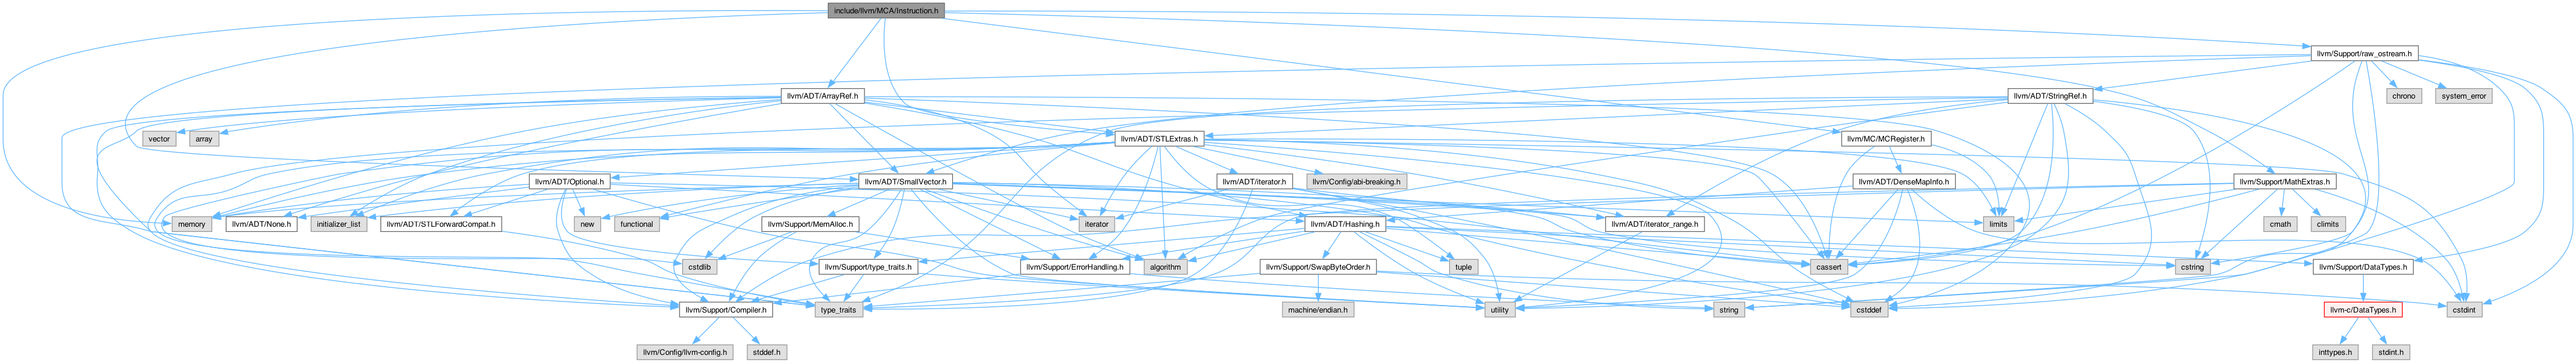 include/llvm/MCA/Instruction.h
llvm/Support/raw_ostream.h
llvm/ADT/ArrayRef.h
llvm/ADT/StringRef.h
chrono
system_error
vector
array
llvm/ADT/STLExtras.h
llvm/MC/MCRegister.h
llvm/ADT/Optional.h
llvm/ADT/SmallVector.h
llvm/ADT/iterator.h
llvm/Config/abi-breaking.h
llvm/ADT/DenseMapInfo.h
llvm/Support/MathExtras.h
memory
llvm/ADT/None.h
initializer_list
llvm/ADT/STLForwardCompat.h
new
functional
llvm/Support/MemAlloc.h
iterator
llvm/ADT/Hashing.h
llvm/ADT/iterator_range.h
limits
cmath
climits
cstdlib
llvm/Support/type_traits.h
llvm/Support/ErrorHandling.h
algorithm
llvm/Support/SwapByteOrder.h
tuple
cassert
cstring
llvm/Support/DataTypes.h
llvm/Support/Compiler.h
type_traits
machine/endian.h
utility
string
cstddef
llvm-c/DataTypes.h
cstdint
llvm/Config/llvm-config.h
stddef.h
inttypes.h
stdint.h